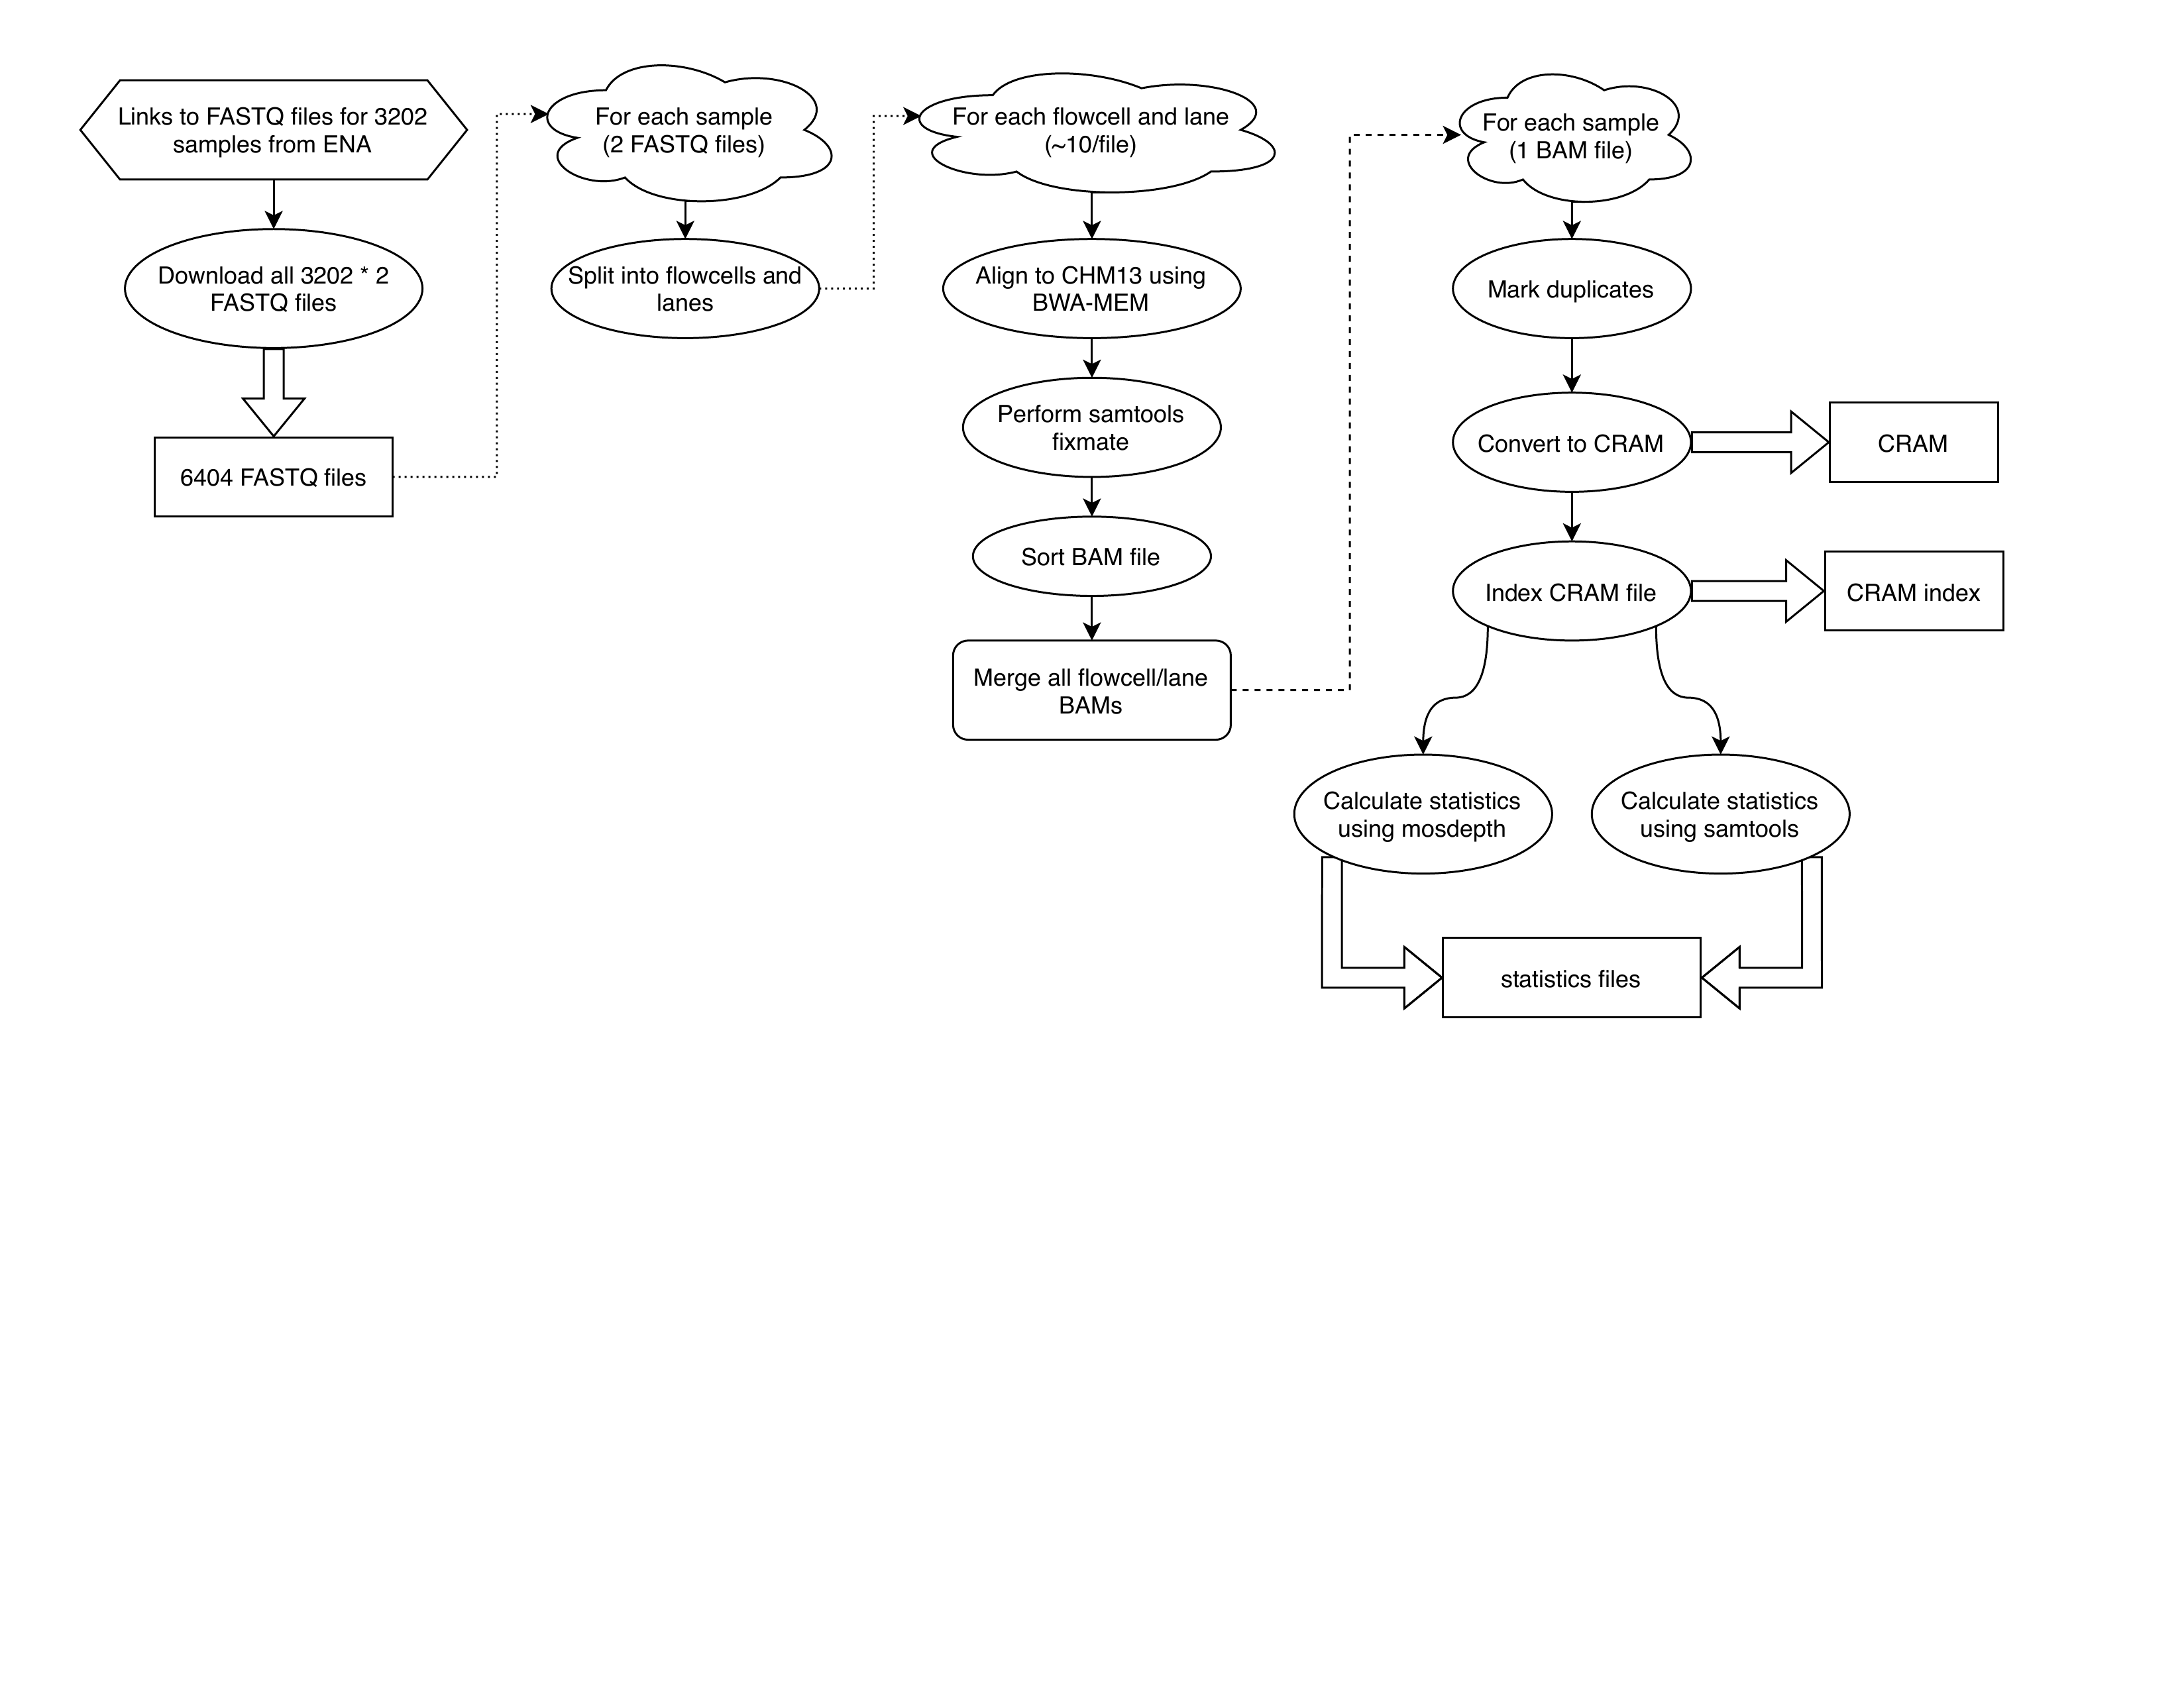 Links to FASTQ files for 3202
samples from ENA
Download all 3202 * 2
FASTQ files
6404 FASTQ files
For each sample
(2 FASTQ files)
Split into flowcells and
lanes
For each flowcell and lane
(~10/file)
Align to CHM13 using
BWA-MEM
Perform samtools
fixmate
Sort BAM file
Merge all flowcell/lane
BAMs
For each sample
(1 BAM file)
Mark duplicates
Convert to CRAM
CRAM
Index CRAM file
CRAM index
Calculate statistics
using mosdepth
Calculate statistics
using samtools
statistics files